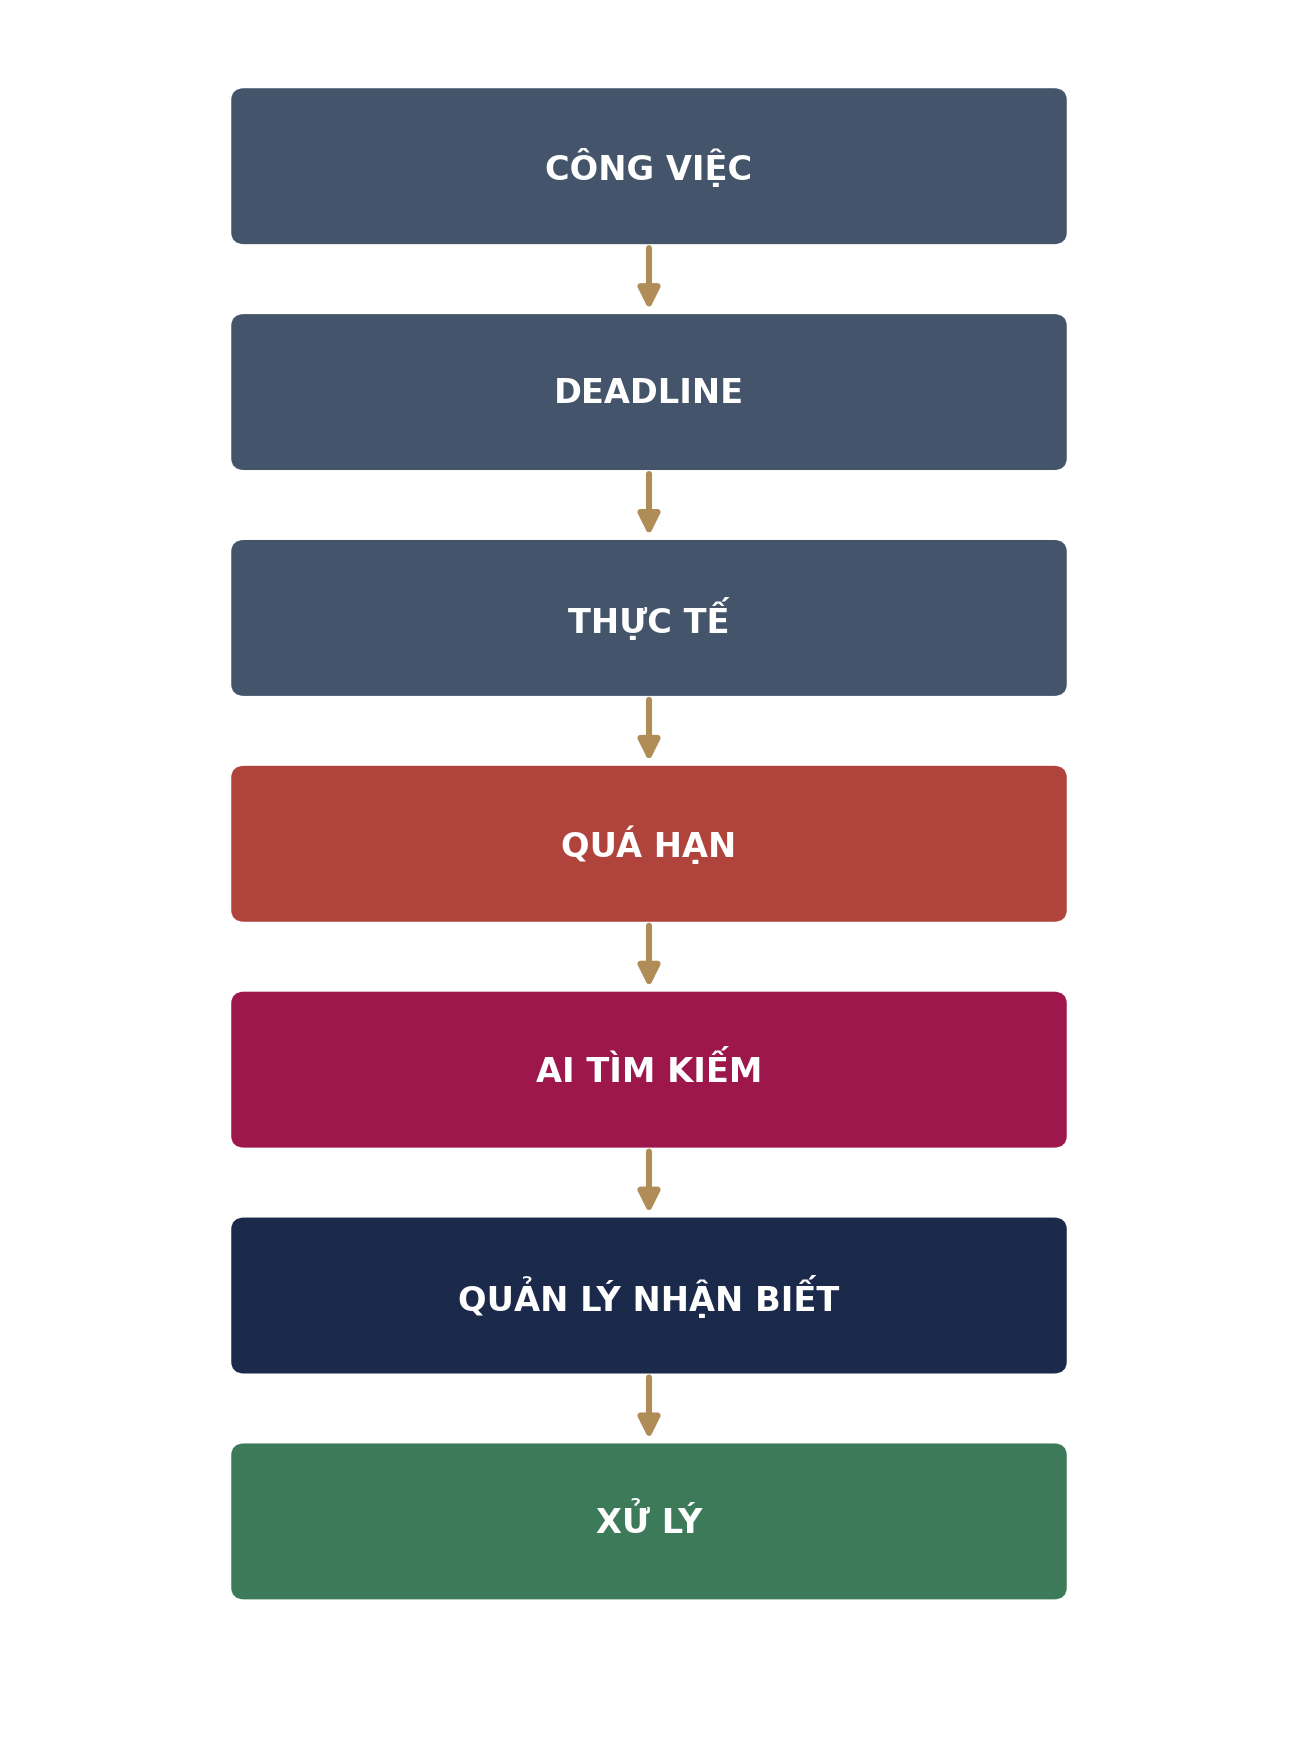 CÔNG VIỆC
DEADLINE
THỰC TẾ
QUÁ HẠN
AI TÌM KIẾM
QUẢN LÝ NHẬN BIẾT
XỬ LÝ